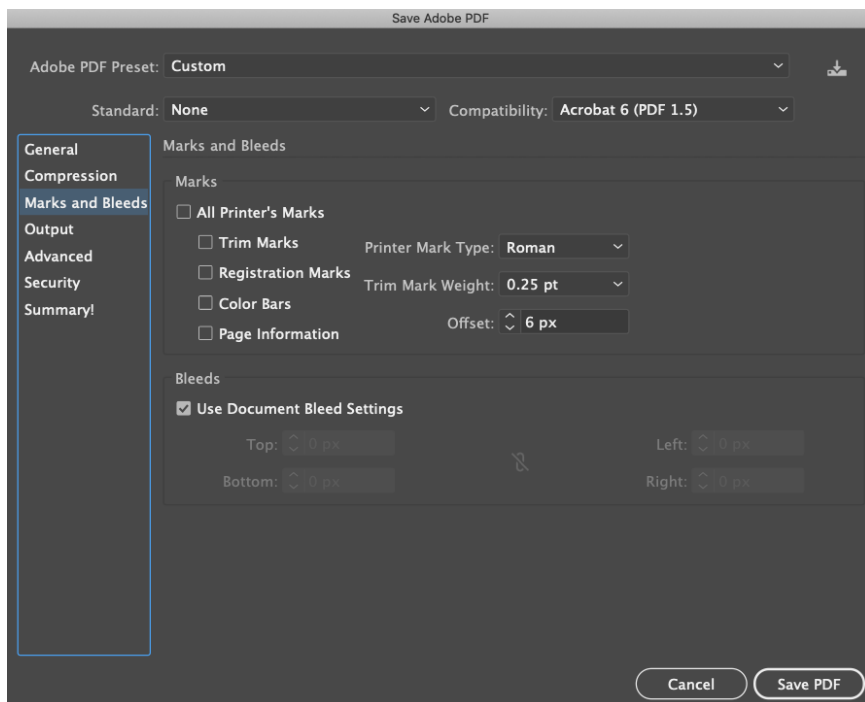 Save Adobe PDF
Adobe PDF Preset: Custom
Standard: None Compatibility: Acrobat 6 (PDF 1.5)
General
Compression
Marks and Bleeds
Output
Advanced
Security
Summary!
Marks and Bleeds
Marks
All Printer's Marks
Trim Marks
Registration Marks
Color Bars
Page Information
Printer Mark Type: Roman
Trim Mark Weight: 0.25 pt
Offset: 6 px
Bleeds
Use Document Bleed Settings
Top: 0 px Left: 0 px
Bottom: 0 px Right: 0 px
Cancel Save PDF